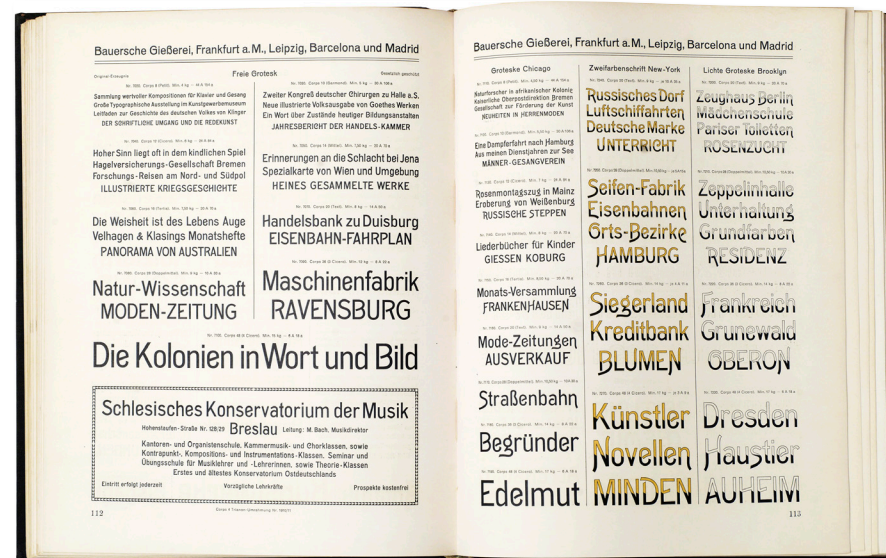 Bauersche Gießerei, Frankfurt a. M., Leipzig, Barcelona und Madrid
Original Erzeugnis
Freie Grotesk
Gesetzlich geschützt
Sammlung wertvoller Kompositionen für Klavier und Gesang
Große Typographische Ausstellung im Kunstgewerbemuseum
Leitfaden zur Geschichte des deutschen Volkes von Klinger
DER SCHRIFTLICHE UMGANG UND DIE REDEKUNST
Hoher Sinn liegt oft in dem kindlichen Spiel
Hagelversicherungs-Gesellschaft Bremen
Forschungs-Reisen am Nord- und Südpol
ILLUSTRIERTE KRIEGSGESCHICHTE
Die Weisheit ist des Lebens Auge
Velhagen & Klasings Monatshefte
PANORAMA VON AUSTRALIEN
Natur-Wissenschaft
MODEN-ZEITUNG
Zweiter Kongreß deutscher Chirurgen zu Halle a. S.
Neue illustrierte Volksausgabe von Goethes Werken
Ein Wort über Zustände heutiger Bildungsanstalten
JAHRESBERICHT DER HANDELS-KAMMER
Erinnerungen an die Schlacht bei Jena
Spezialkarte von Wien und Umgebung
HEINES GESAMMELTE WERKE
Handelsbank zu Duisburg
EISENBAHN-FAHRPLAN
Maschinenfabrik
RAVENSBURG
Die Kolonien in Wort und Bild
Schlesisches Konservatorium der Musik
Hohenstaufen-Straße Nr. 128/29 Breslau Leitung: M. Bach, Musikdirektor
Kantoren- und Organistenschule, Kammermusik- und Chorklassen, sowie
Kontrapunkt-, Kompositions- und Instrumentations-Klassen, Seminar und
Übungsschule für Musiklehrer und -Lehrerinnen, sowie Theorie-Klassen
Erstes und ältestes Konservatorium Ostdeutschlands
Eintritt erfolgt jederzeit
Vorzügliche Lehrkräfte
Prospekte kostenfrei
112
Bauersche Gießerei, Frankfurt a. M., Leipzig, Barcelona und Madrid
Groteske Chicago
Naturforscher in afrikanischer Kolonie
Kaiserliche Oberpostdirektion Bremen
Gesellschaft zur Förderung der Kunst
NEUHEITEN IN HERRENMODEN
Eine Dampferfahrt nach Hamburg
Aus meinen Dienstjahren zur See
MÄNNER-GESANGVEREIN
Rosenmontagszug in Mainz
Eroberung von Weißenburg
RUSSISCHE STEPPEN
Liederbücher für Kinder
GIESSEN KOBURG
Monats-Versammlung
FRANKENHAUSEN
Mode-Zeitungen
AUSVERKAUF
Straßenbahn
Begründer
Edelmut
Zweifarbenschrift New-York
Russisches Dorf
Luftschiffahrten
Deutsche Marke
UNTERRICHT
Seifen-Fabrik
Eisenbahnen
Orts-Bezirke
HAMBURG
Siegerland
Kreditbank
BLUMEN
Künstler
Novellen
MINDEN
Lichte Groteske Brooklyn
Zeughaus Berlin
Mädchenschule
Pariser Toiletten
ROSENZUCHT
Zeppelinhalle
Unterhaltung
Grundfarben
RESIDENZ
Frankreich
Grunewald
OBERON
Dresden
Haustier
AUHEIM
113